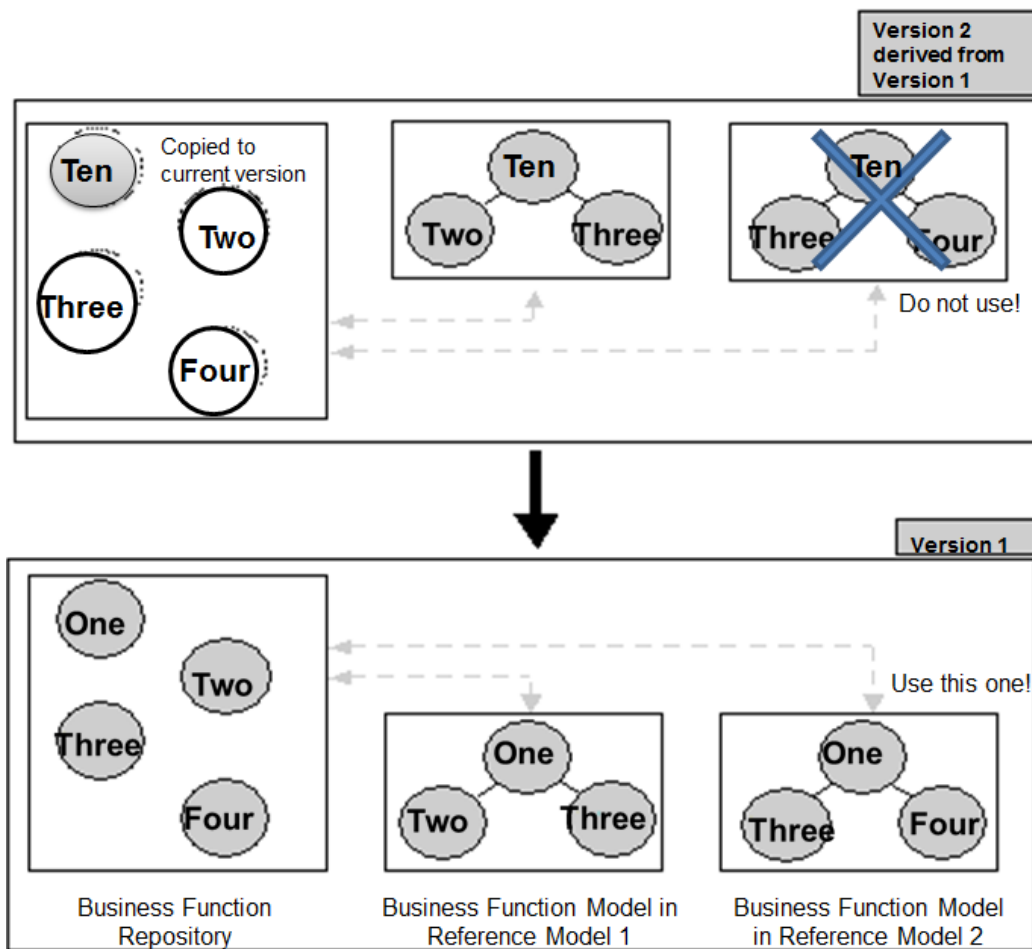 Version 2
derived from
Version 1
Ten
Copied to
current version
Two
Three
Four
Ten
Two
Three
Ten
Three
Four
Do not use!
Version 1
One
Two
Three
Four
Use this one!
One
Two
Three
One
Three
Four
Business Function
Repository
Business Function Model in
Reference Model 1
Business Function Model
in Reference Model 2